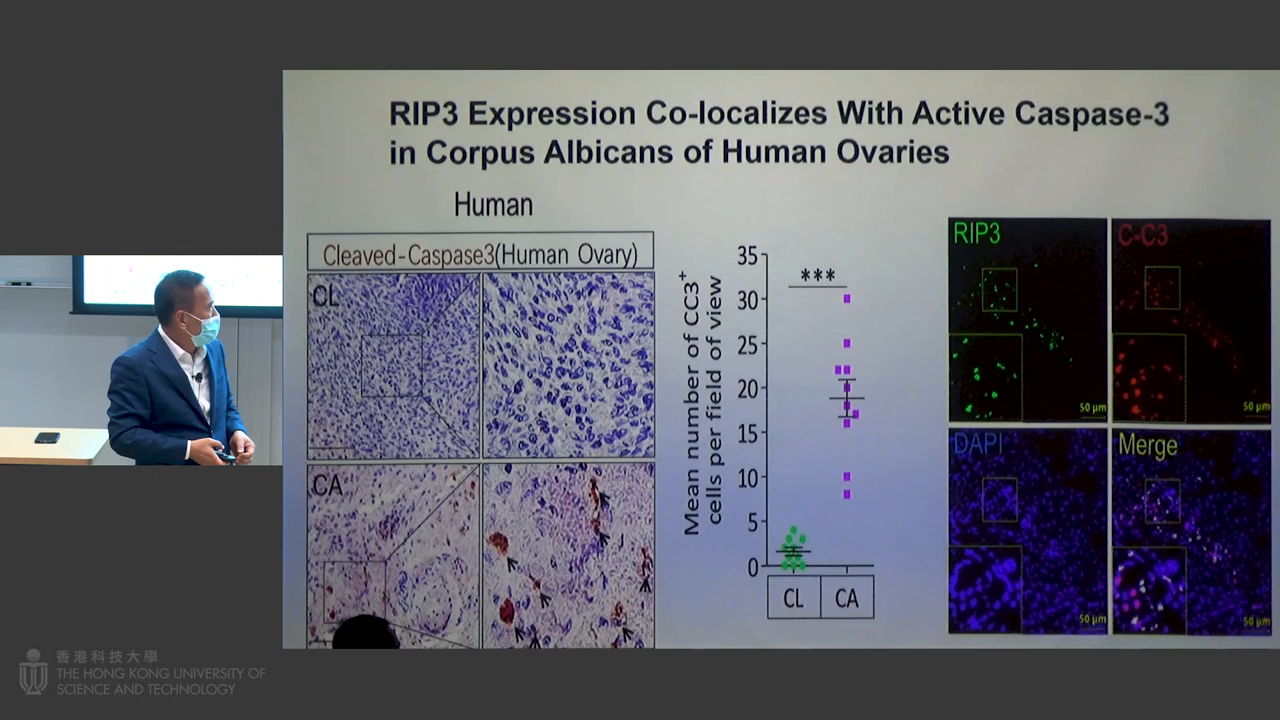 RIP3 Expression Co-localizes With Active Caspase-3
in Corpus Albicans of Human Ovaries
Human
Cleaved-Caspase3(Human Ovary)
CL
CA
Mean number of CC3+
cells per field of view
35
30
25
20
15
10
5
0
***
CL
CA
RIP3
50 µm
C-C3
50 µm
DAPI
50 µm
Merge
50 µm
香港科技大學
THE HONG KONG UNIVERSITY OF
SCIENCE AND TECHNOLOGY